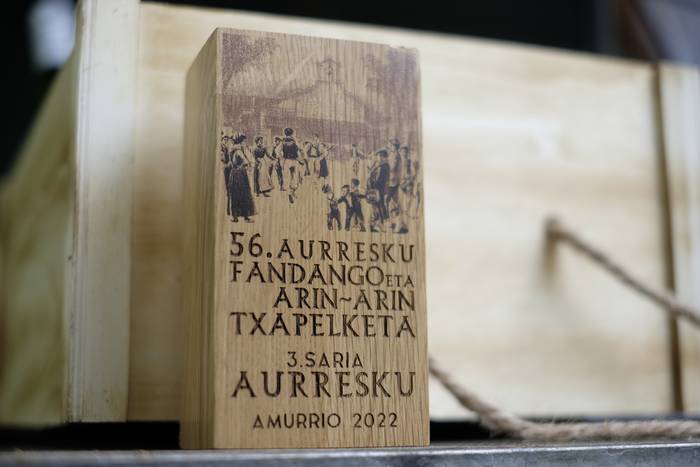 56. AURRESKU
FANDANGO ETA
ARIN~ARIN
TXAPELKETA
3. SARIA
AURRESKU
AMURRIO 2022